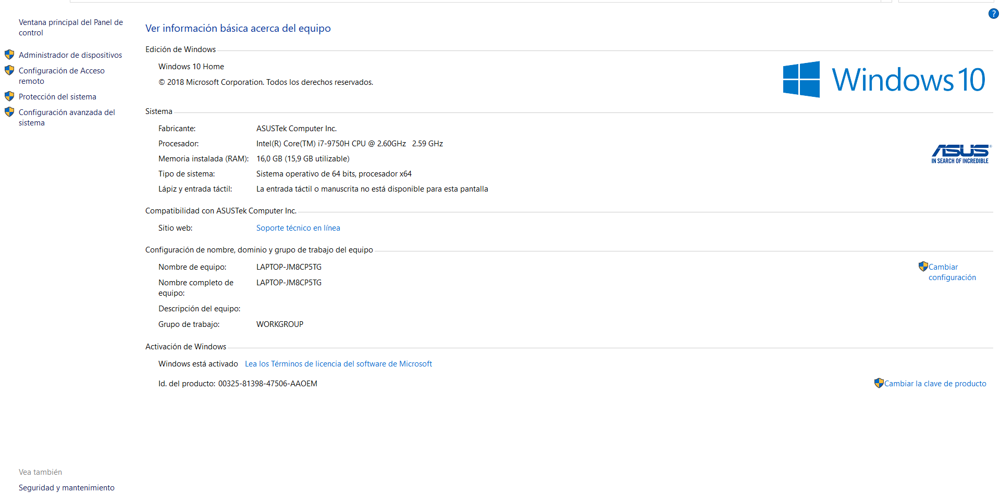 Ventana principal del Panel de
control
Administrador de dispositivos
Configuración de Acceso
remoto
Protección del sistema
Configuración avanzada del
sistema
Vea también
Seguridad y mantenimiento
?
Ver información básica acerca del equipo
Edición de Windows
Windows 10 Home
© 2018 Microsoft Corporation. Todos los derechos reservados.
Windows 10
Sistema
Fabricante: ASUSTek Computer Inc.
Procesador: Intel(R) Core(TM) i7-9750H CPU @ 2.60GHz 2.59 GHz
Memoria instalada (RAM): 16,0 GB (15,9 GB utilizable)
Tipo de sistema: Sistema operativo de 64 bits, procesador x64
Lápiz y entrada táctil: La entrada táctil o manuscrita no está disponible para esta pantalla
ASUS®
IN SEARCH OF INCREDIBLE
Compatibilidad con ASUSTek Computer Inc.
Sitio web: Soporte técnico en línea
Configuración de nombre, dominio y grupo de trabajo del equipo
Nombre de equipo: LAPTOP-JM8CP5TG
Cambiar
configuración
Nombre completo de LAPTOP-JM8CP5TG
equipo:
Descripción del equipo:
Grupo de trabajo: WORKGROUP
Activación de Windows
Windows está activado Lea los Términos de licencia del software de Microsoft
Id. del producto: 00325-81398-47506-AAOEM
Cambiar la clave de producto